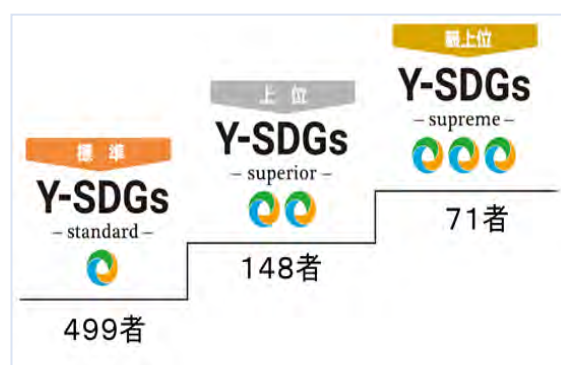 標準
Y-SDGs
– standard –
499者
上位
Y-SDGs
– superior –
148者
最上位
Y-SDGs
– supreme –
71者